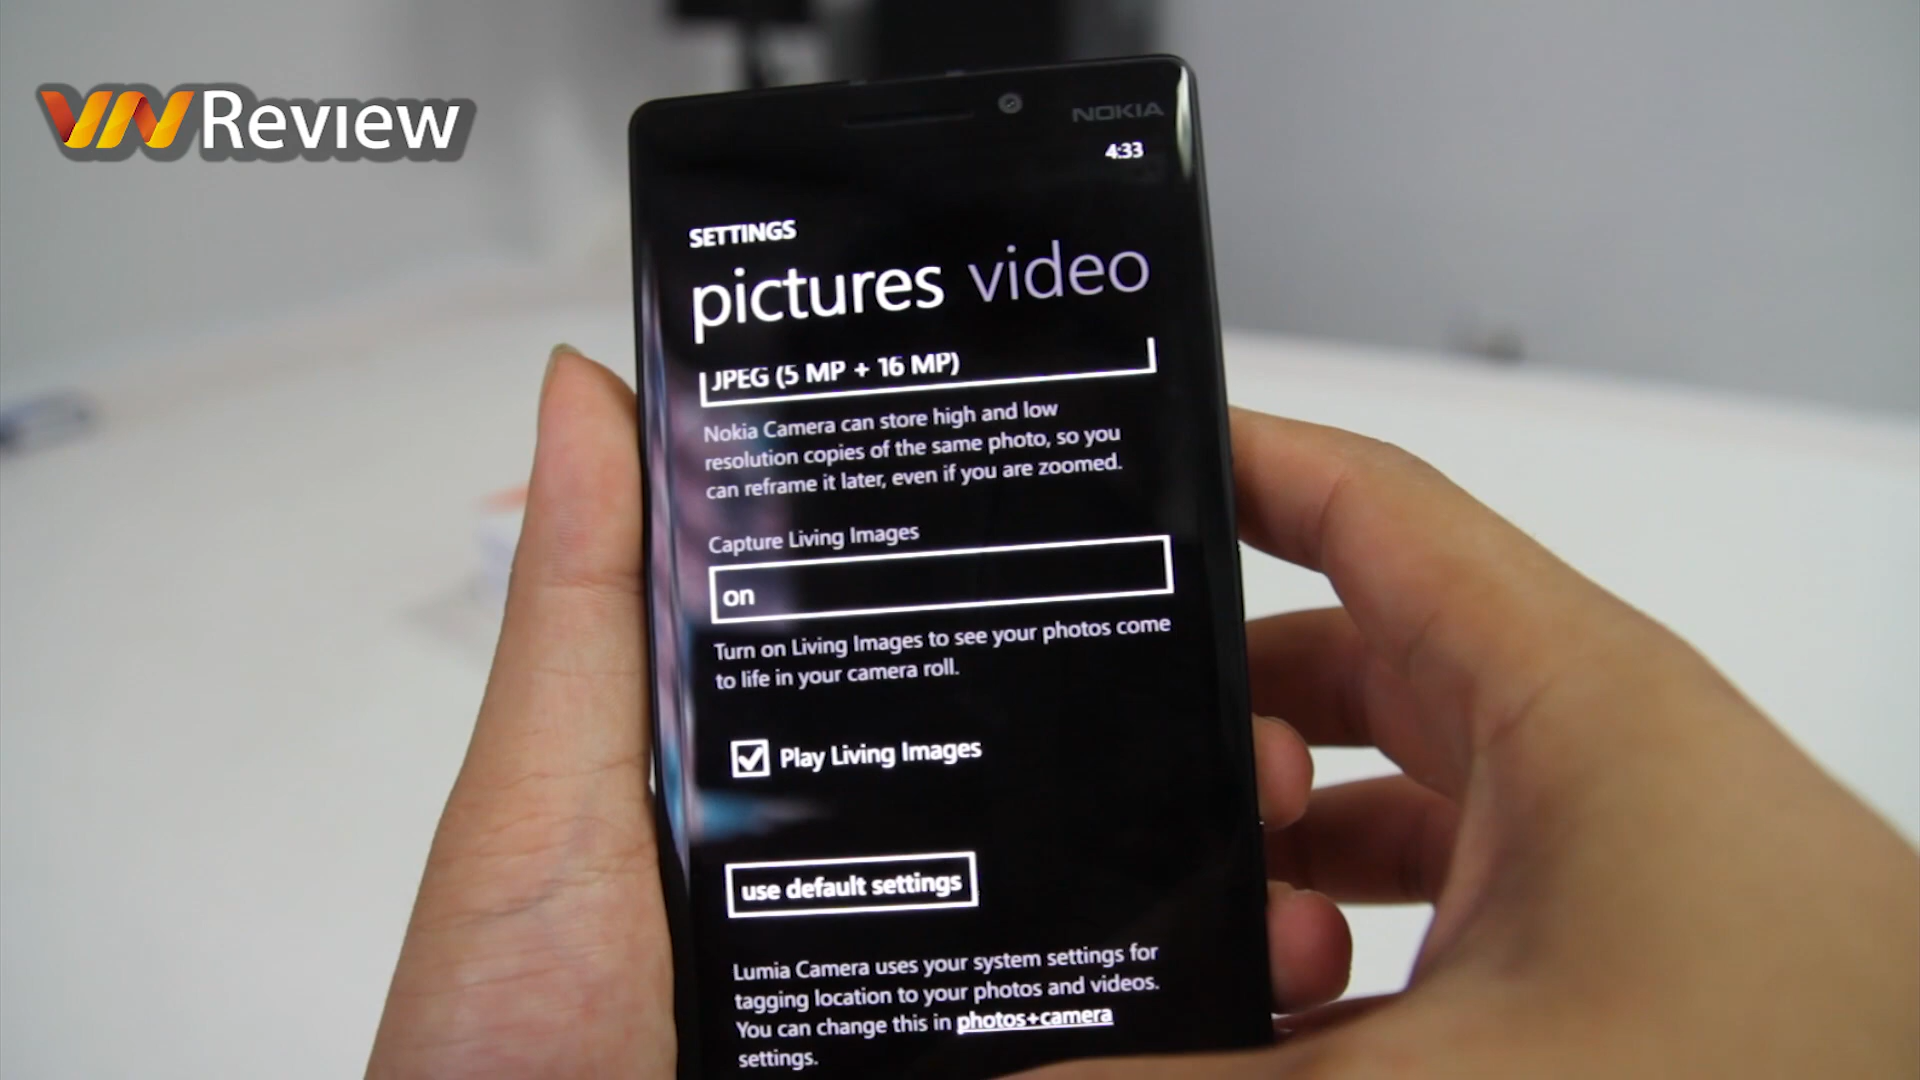 VN Review
NOKIA
4:33
SETTINGS
pictures video
JPEG (5 MP + 16 MP)
Nokia Camera can store high and low
resolution copies of the same photo, so you
can reframe it later, even if you are zoomed.
Capture Living Images
on
Turn on Living Images to see your photos come
to life in your camera roll.
Play Living Images
use default settings
Lumia Camera uses your system settings for
tagging location to your photos and videos.
You can change this in photos+camera
settings.